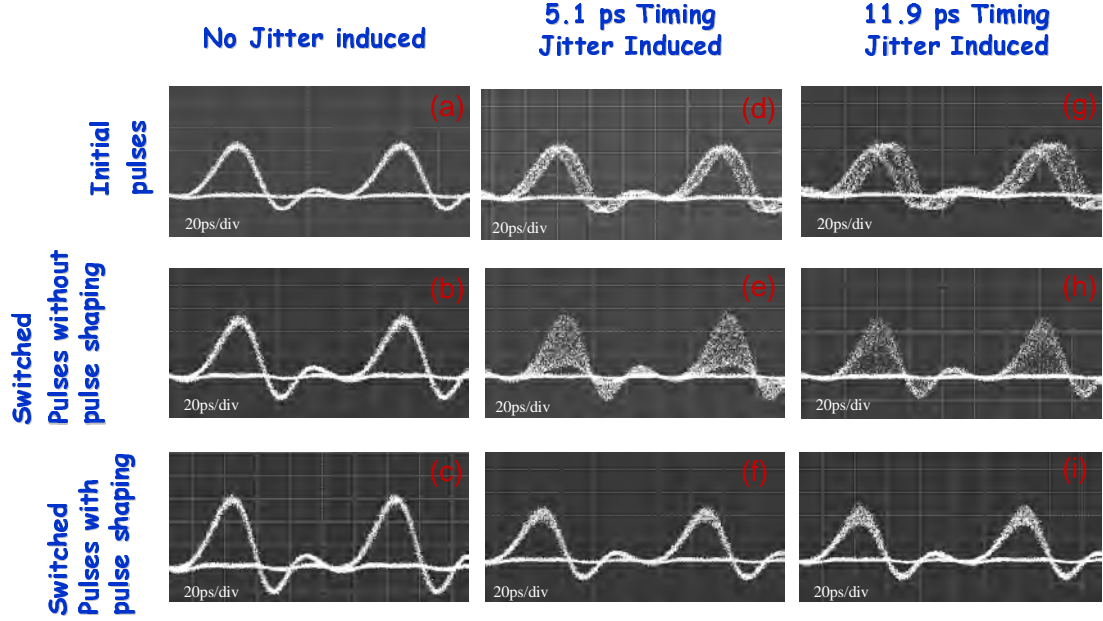 No Jitter induced
5.1 ps Timing
Jitter Induced
11.9 ps Timing
Jitter Induced
Initial
pulses
(a)
20ps/div
(d)
20ps/div
(g)
20ps/div
Switched
Pulses without
pulse shaping
(b)
20ps/div
(e)
20ps/div
(h)
20ps/div
Switched
Pulses with
pulse shaping
(c)
20ps/div
(f)
20ps/div
(i)
20ps/div